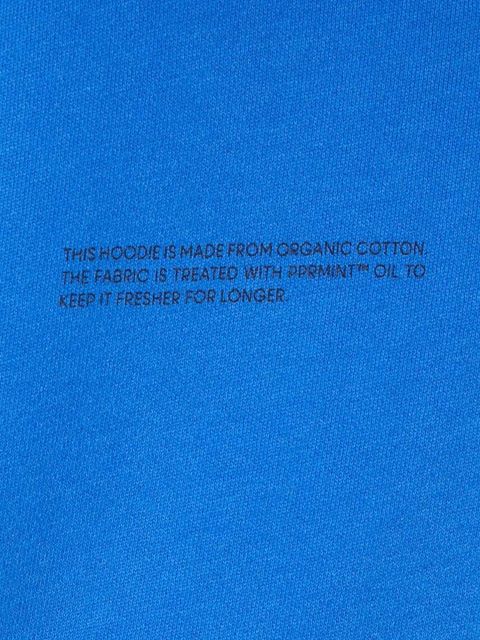 THIS HOODIE IS MADE FROM ORGANIC COTTON.
THE FABRIC IS TREATED WITH PPRMINT™ OIL TO
KEEP IT FRESHER FOR LONGER.